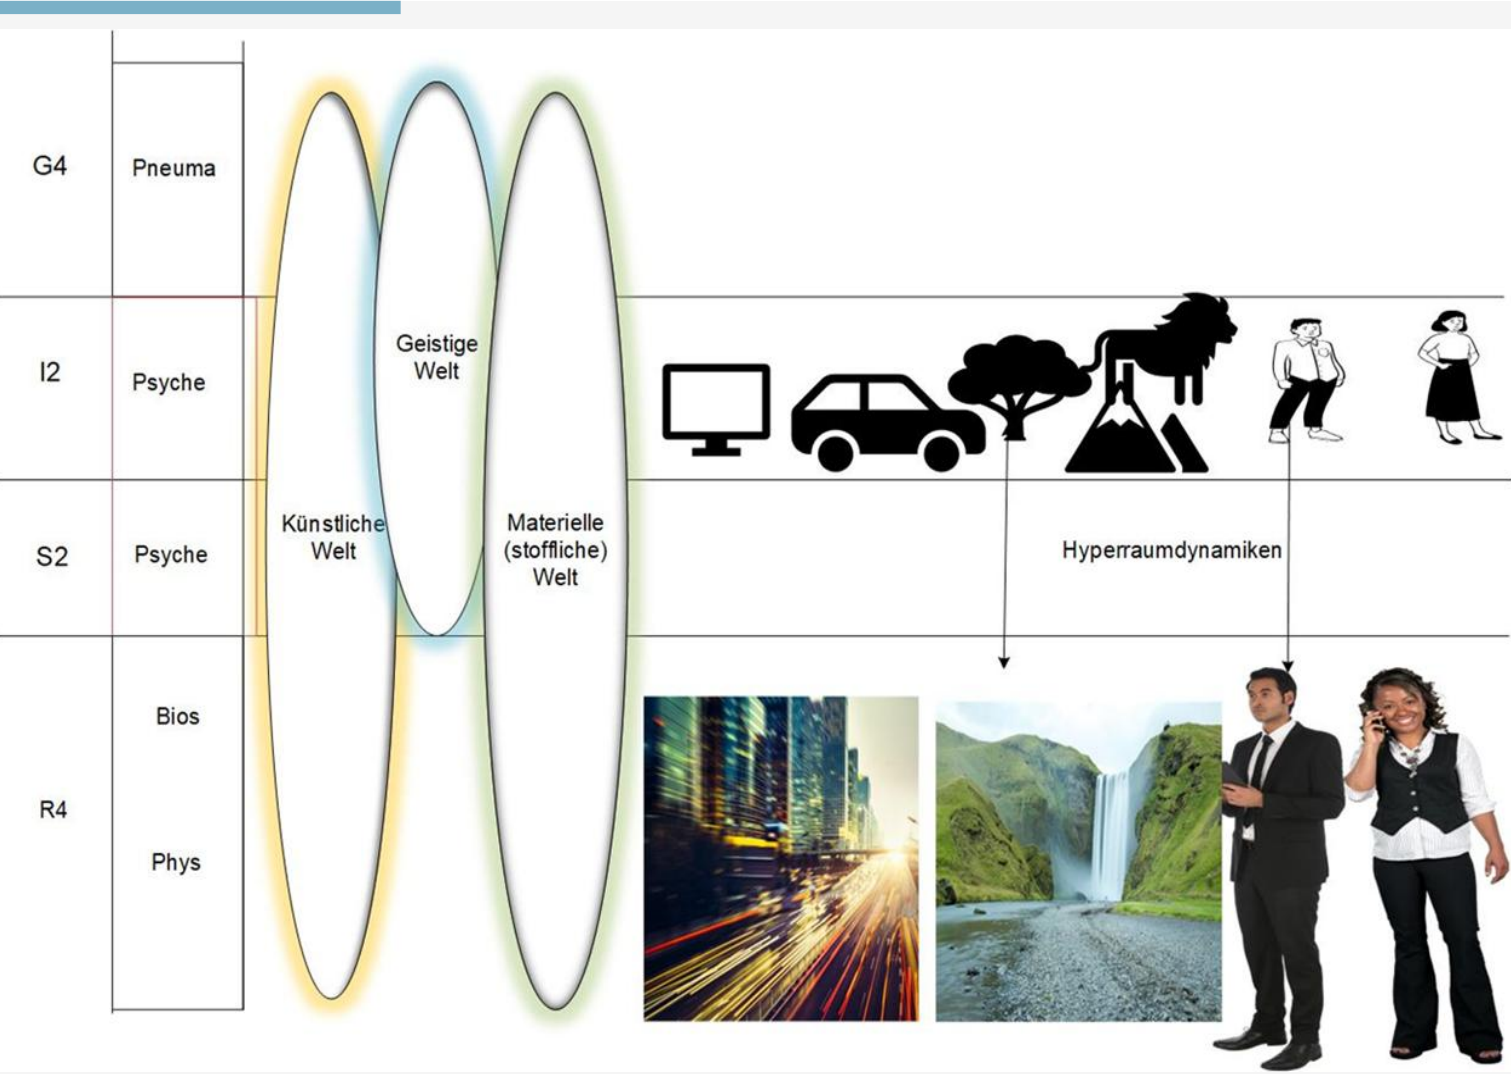 G4
Pneuma
I2
Psyche
Geistige
Welt
S2
Psyche
Künstliche
Welt
Materielle
(stoffliche)
Welt
Hyperraumdynamiken
R4
Bios
Phys